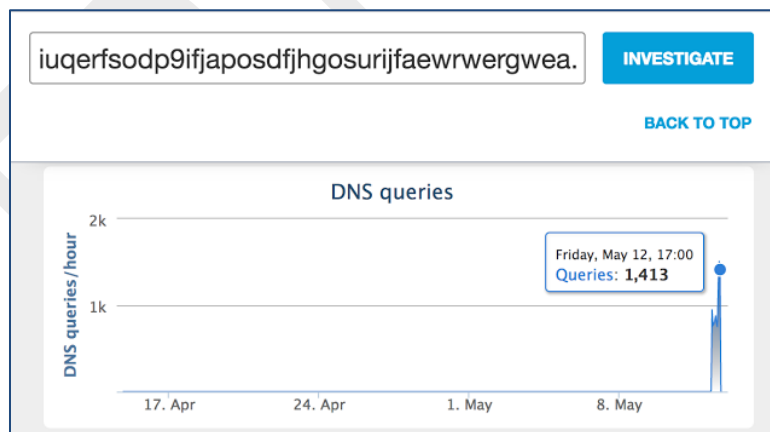 iuqerfsodp9ifjaposdfjhgosurijfaewrwergwea.
INVESTIGATE
BACK TO TOP
DNS queries
DNS queries/hour
2k
1k
Friday, May 12, 17:00
Queries: 1,413
17. Apr
24. Apr
1. May
8. May